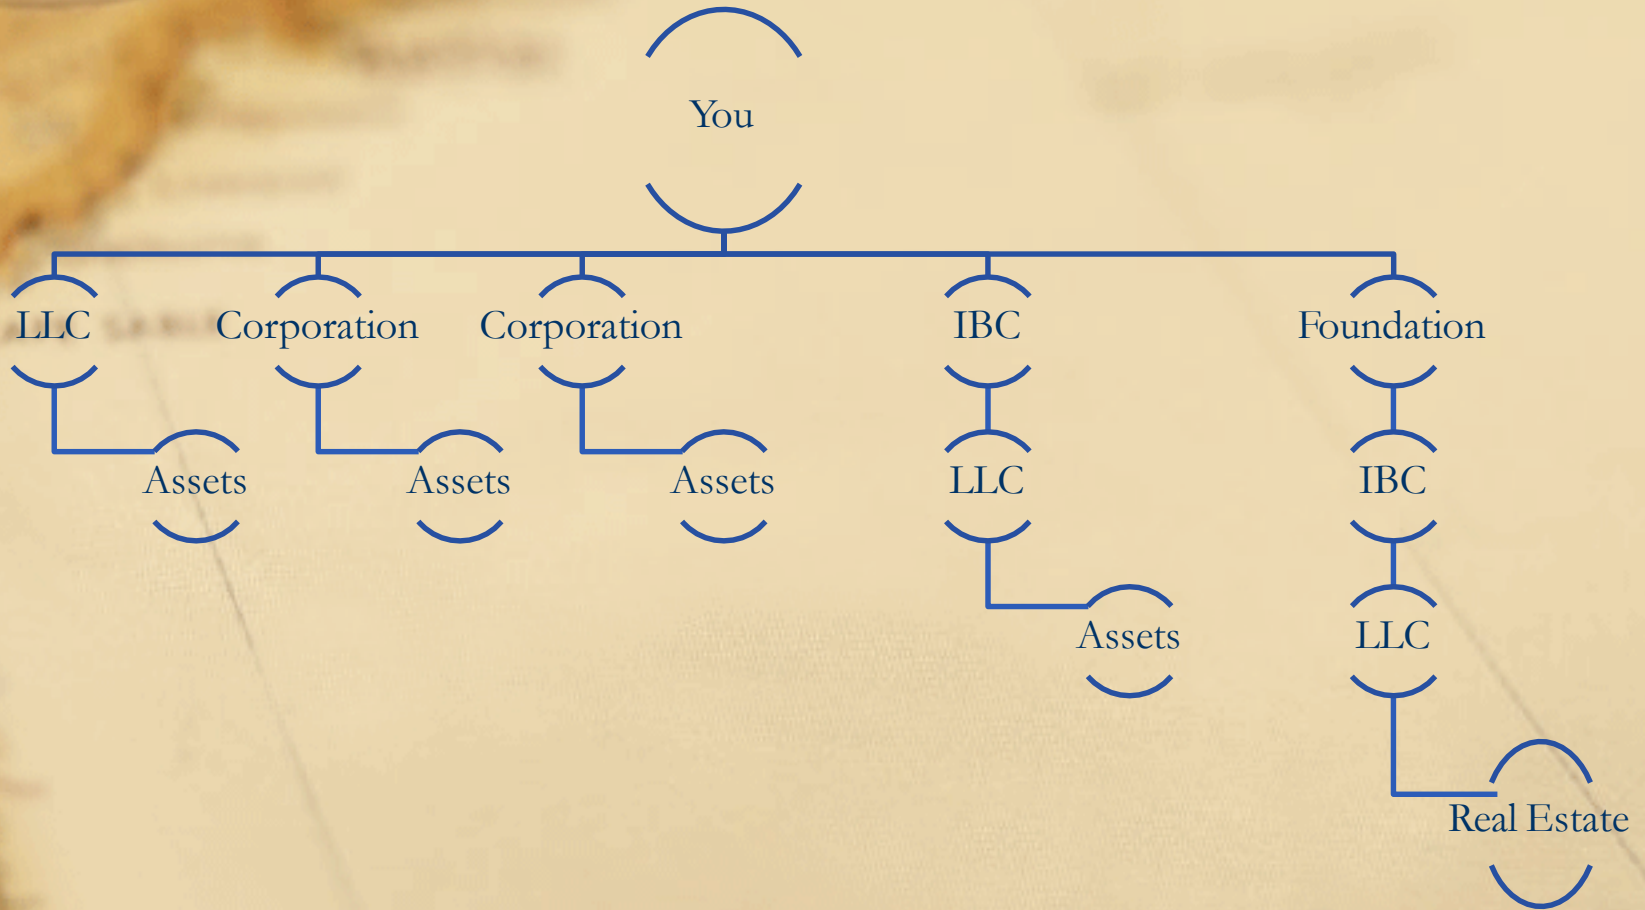 You
LLC
Corporation
Corporation
IBC
Foundation
Assets
Assets
Assets
LLC
IBC
Assets
LLC
Real Estate